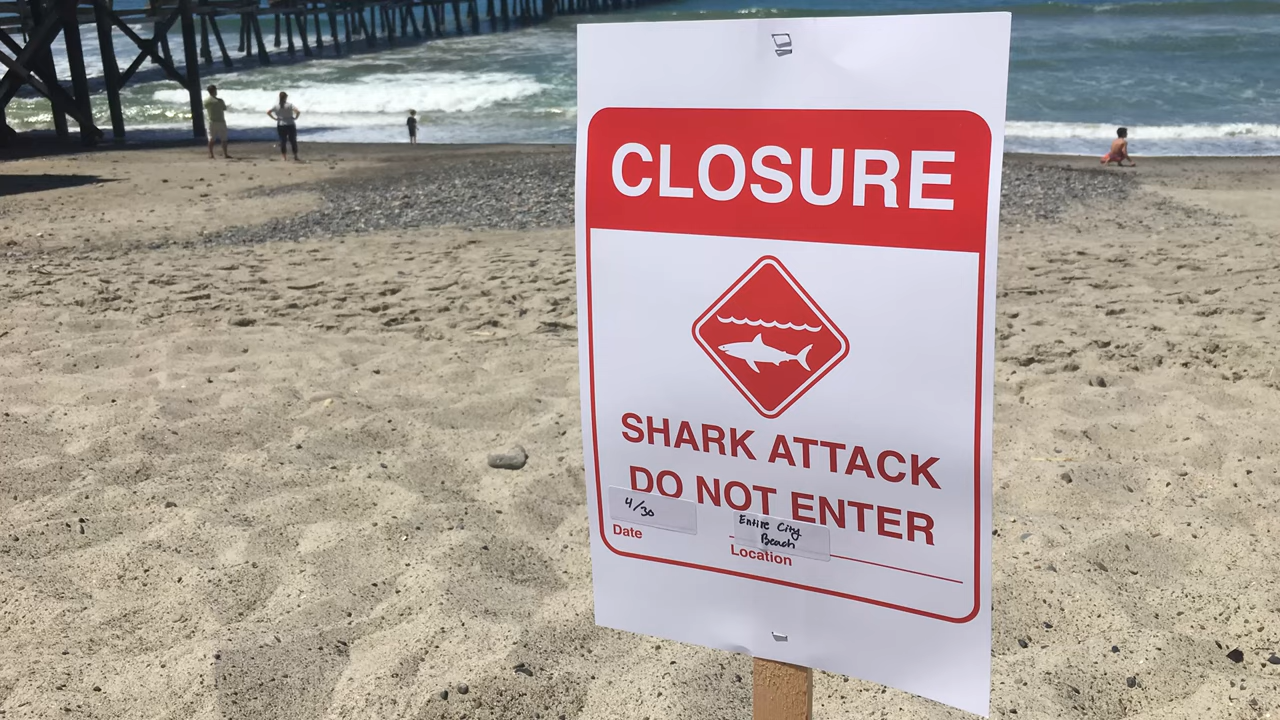 CLOSURE
SHARK ATTACK
DO NOT ENTER
4/30
Date
Entire City
Beach
Location